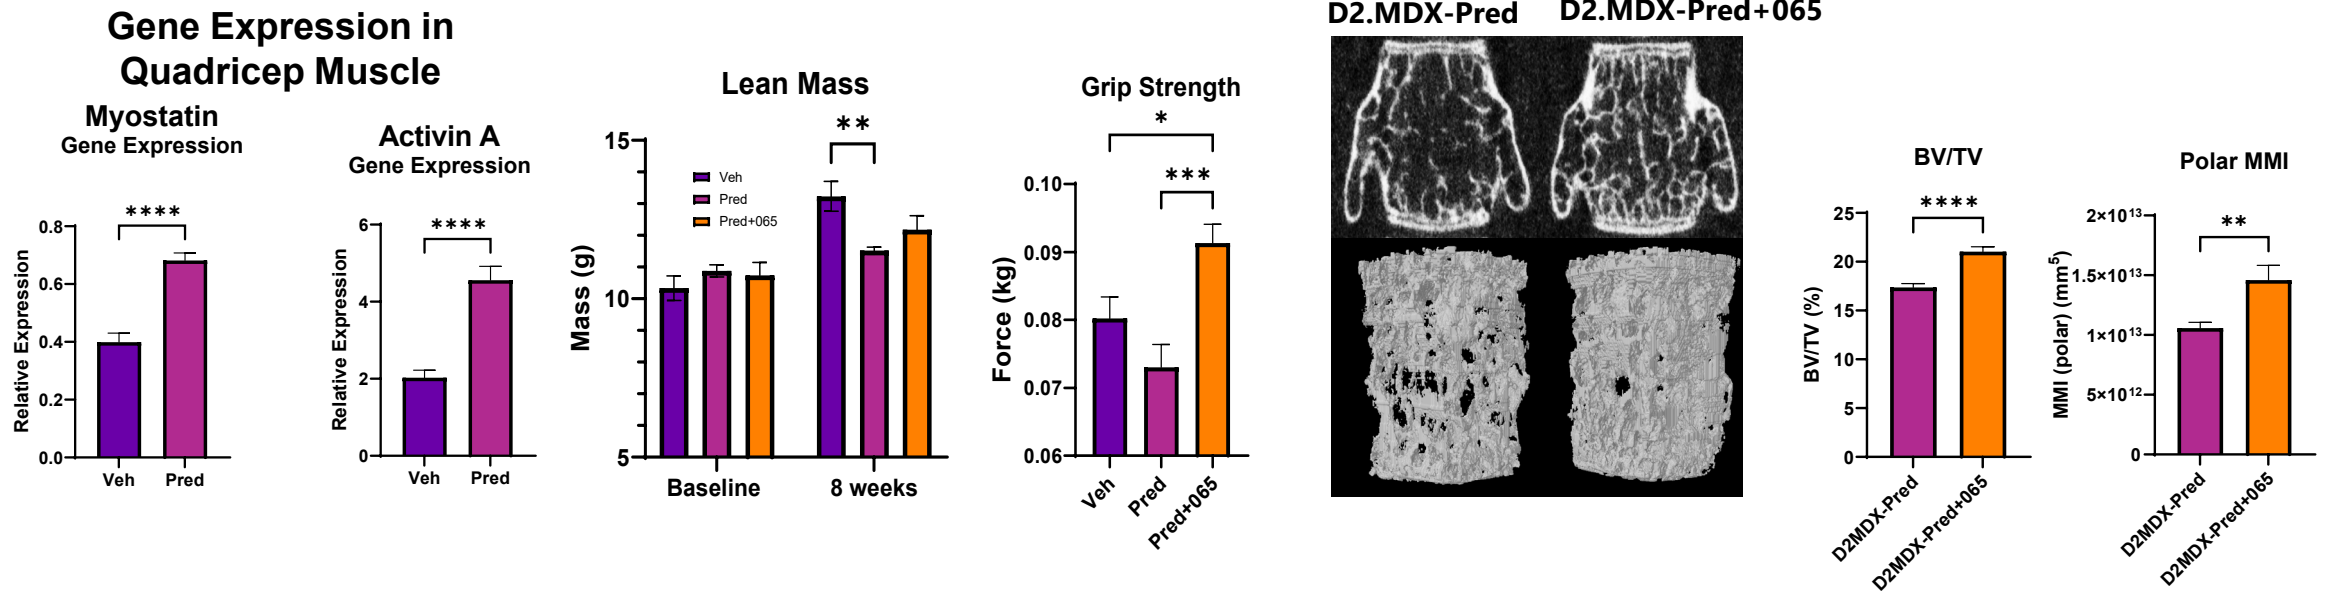 Gene Expression in
Quadricep Muscle
Myostatin
Gene Expression
****
Relative Expression
0.8
0.6
0.4
0.2
0.0
Veh
Pred
Activin A
Gene Expression
****
Relative Expression
6
4
2
0
Veh
Pred
Lean Mass
**
Mass (g)
15
10
5
Veh
Pred
Pred+065
Baseline
8 weeks
Grip Strength
*
***
Force (kg)
0.10
0.09
0.08
0.07
0.06
Veh
Pred
Pred+065
D2.MDX-Pred
D2.MDX-Pred+065
BV/TV
****
BV/TV (%)
25
20
15
10
5
0
D2MDX-Pred
D2MDX-Pred+065
Polar MMI
**
MMI (polar) (mm⁵)
2×10¹³
1.5×10¹³
1×10¹³
5×10¹²
0
D2MDX-Pred
D2MDX-Pred+065